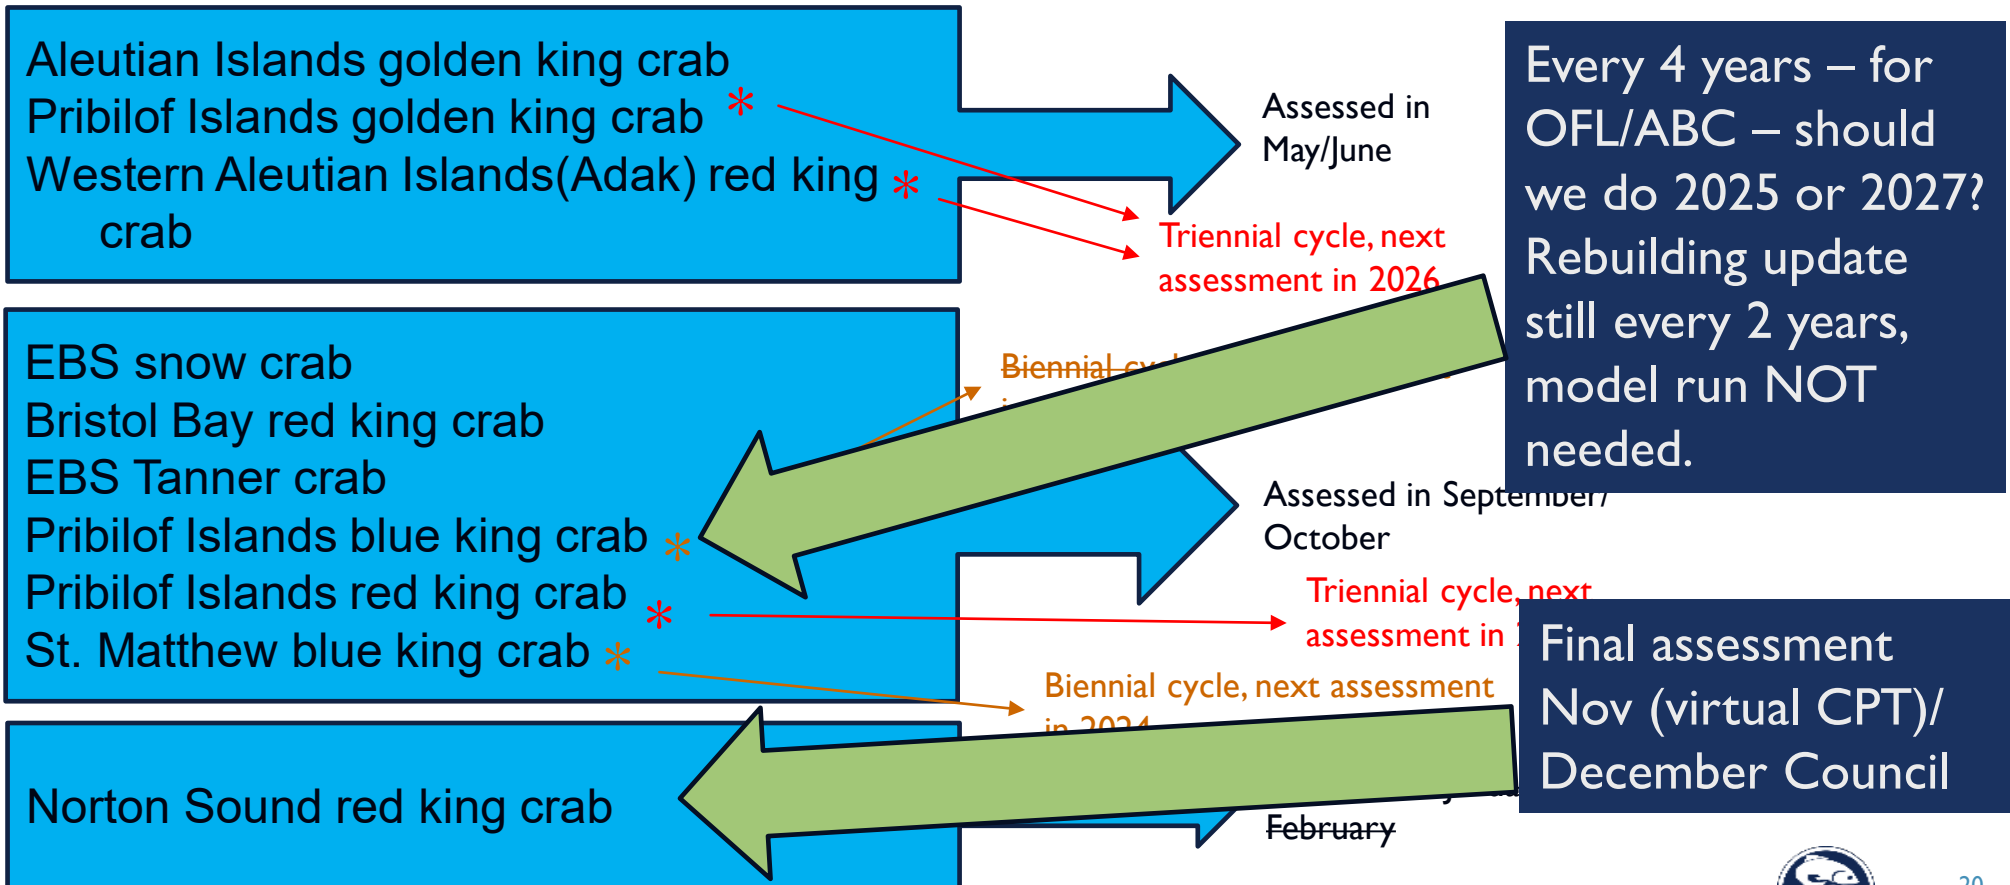 Aleutian Islands golden king crab
Pribilof Islands golden king crab *
Western Aleutian Islands(Adak) red king *
crab
Assessed in
May/June
Triennial cycle, next
assessment in 2026
Every 4 years – for
OFL/ABC – should
we do 2025 or 2027?
Rebuilding update
still every 2 years,
model run NOT
needed.
EBS snow crab
Bristol Bay red king crab
EBS Tanner crab
Pribilof Islands blue king crab *
Pribilof Islands red king crab *
St. Matthew blue king crab *
Biennial
Assessed in September/
October
Triennial cycle, next
assessment in
Biennial cycle, next assessment
in 2024
Final assessment
Nov (virtual CPT)/
December Council
Norton Sound red king crab
February
20